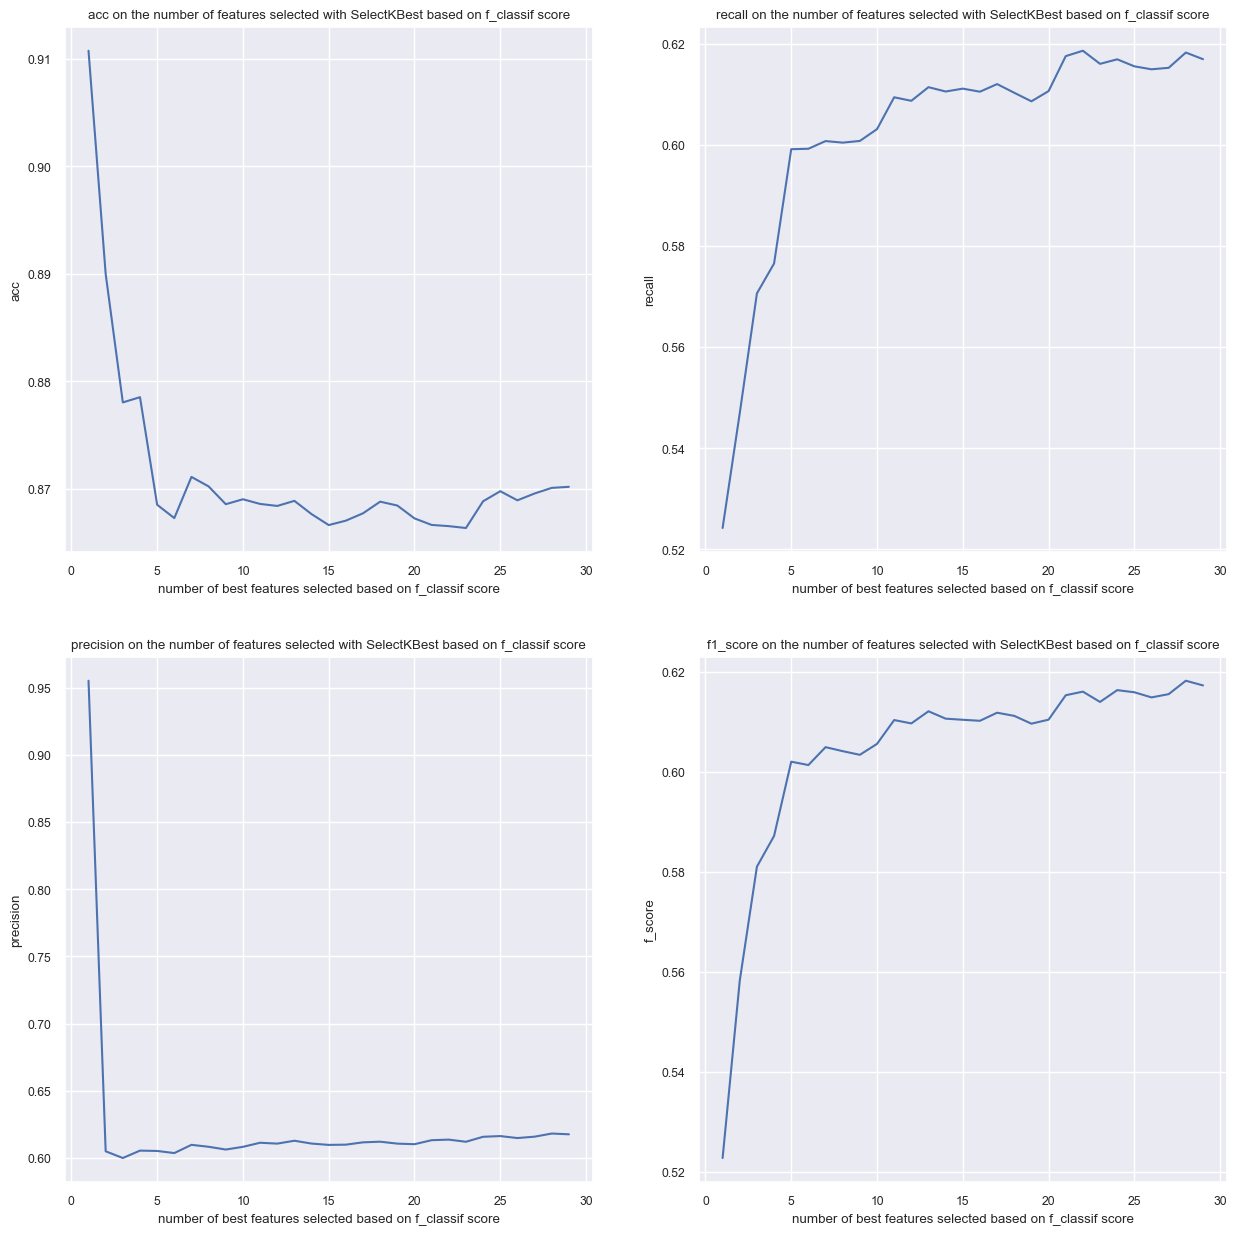 acc on the number of features selected with SelectKBest based on f_classif score
0.91
0.90
0.89
0.88
0.87
acc
0 5 10 15 20 25 30
number of best features selected based on f_classif score
recall on the number of features selected with SelectKBest based on f_classif score
0.62
0.60
0.58
0.56
0.54
0.52
recall
0 5 10 15 20 25 30
number of best features selected based on f_classif score
precision on the number of features selected with SelectKBest based on f_classif score
0.95
0.90
0.85
0.80
0.75
0.70
0.65
0.60
precision
0 5 10 15 20 25 30
number of best features selected based on f_classif score
f1_score on the number of features selected with SelectKBest based on f_classif score
0.62
0.60
0.58
0.56
0.54
0.52
f_score
0 5 10 15 20 25 30
number of best features selected based on f_classif score